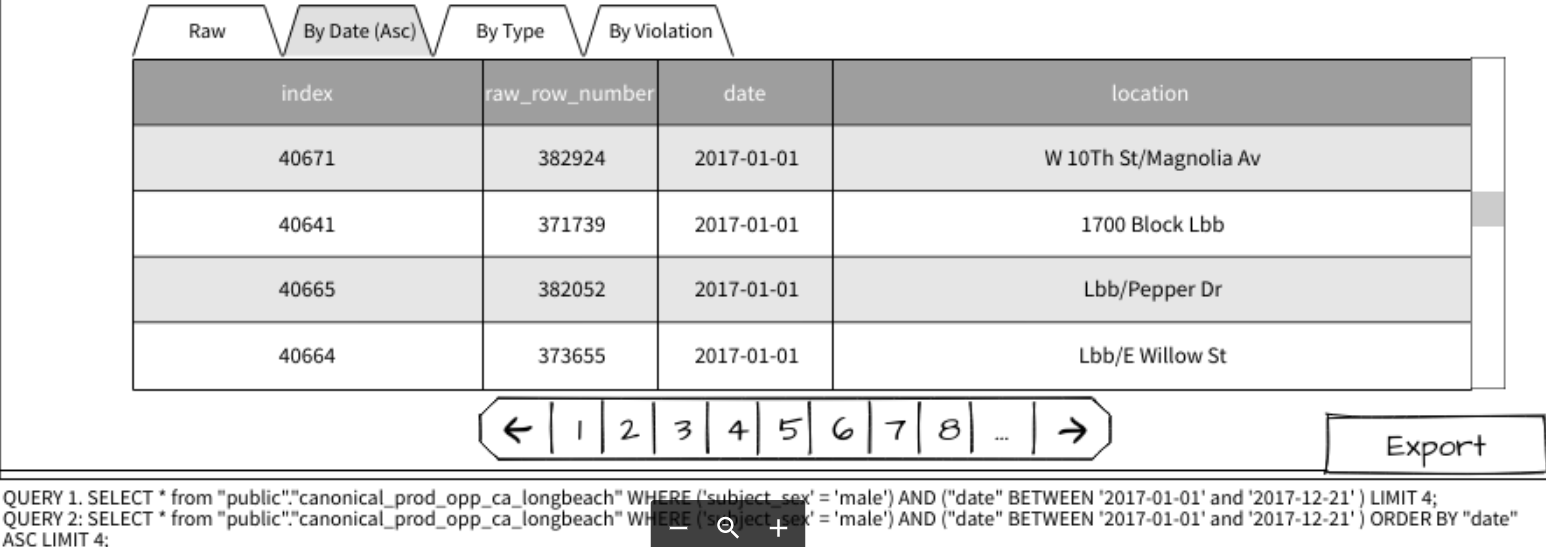 Raw By Date (Asc) By Type By Violation
index raw_row_number date location
40671 382924 2017-01-01 W 10Th St/Magnolia Av
40641 371739 2017-01-01 1700 Block Lbb
40665 382052 2017-01-01 Lbb/Pepper Dr
40664 373655 2017-01-01 Lbb/E Willow St
← 1 2 3 4 5 6 7 8 ... →
Export
QUERY 1. SELECT * from "public"."canonical_prod_opp_ca_longbeach" WHERE ('subject_sex' = 'male') AND ("date" BETWEEN '2017-01-01' and '2017-12-21' ) LIMIT 4;
QUERY 2: SELECT * from "public"."canonical_prod_opp_ca_longbeach" WHERE ('subject_sex' = 'male') AND ("date" BETWEEN '2017-01-01' and '2017-12-21' ) ORDER BY "date"
ASC LIMIT 4;